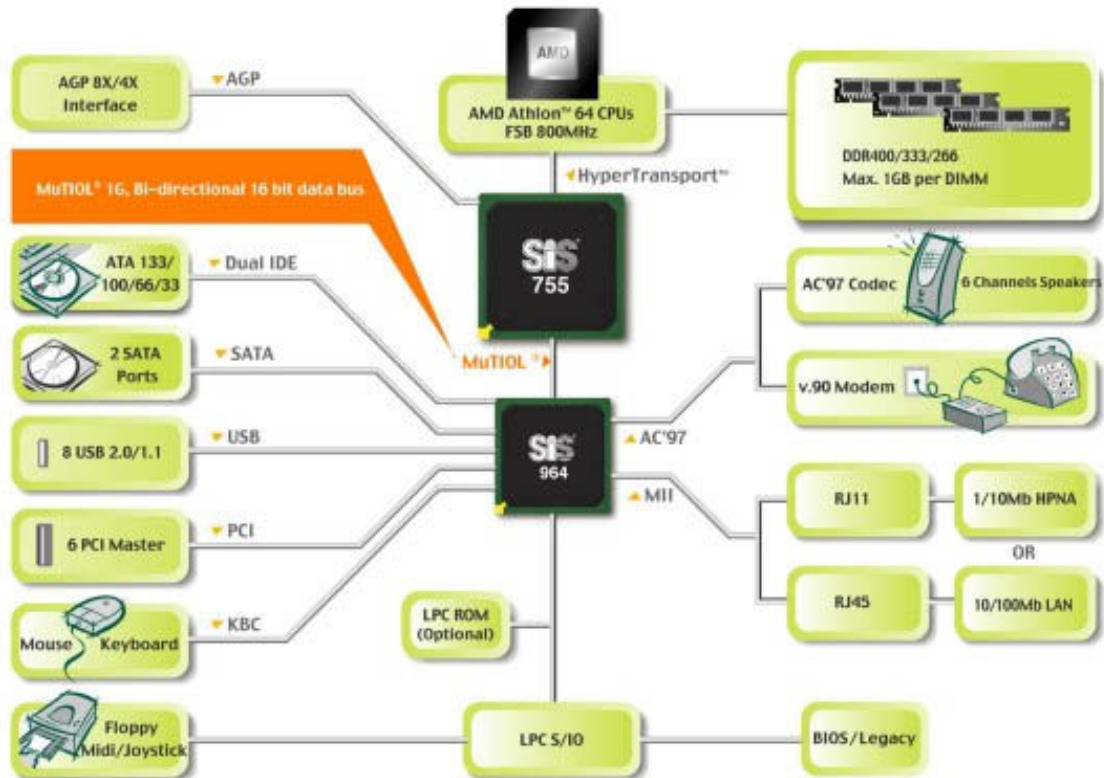 AMD
AGP 8X/4X
Interface
AGP
AMD Athlon™ 64 CPUs
FSB 800MHz
DDR400/333/266
Max. 1GB per DIMM
HyperTransport™
MuTIOL® 1G, Bi-directional 16 bit data bus
SiS
755
ATA 133/
100/66/33
Dual IDE
AC'97 Codec
6 Channels Speakers
2 SATA
Ports
SATA
MuTIOL ®
v.90 Modem
8 USB 2.0/1.1
USB
SiS
964
AC'97
MII
6 PCI Master
PCI
RJ11
1/10Mb HPNA
OR
RJ45
10/100Mb LAN
Mouse
Keyboard
KBC
LPC ROM
(Optional)
Floppy
Midi/Joystick
LPC S/IO
BIOS/Legacy